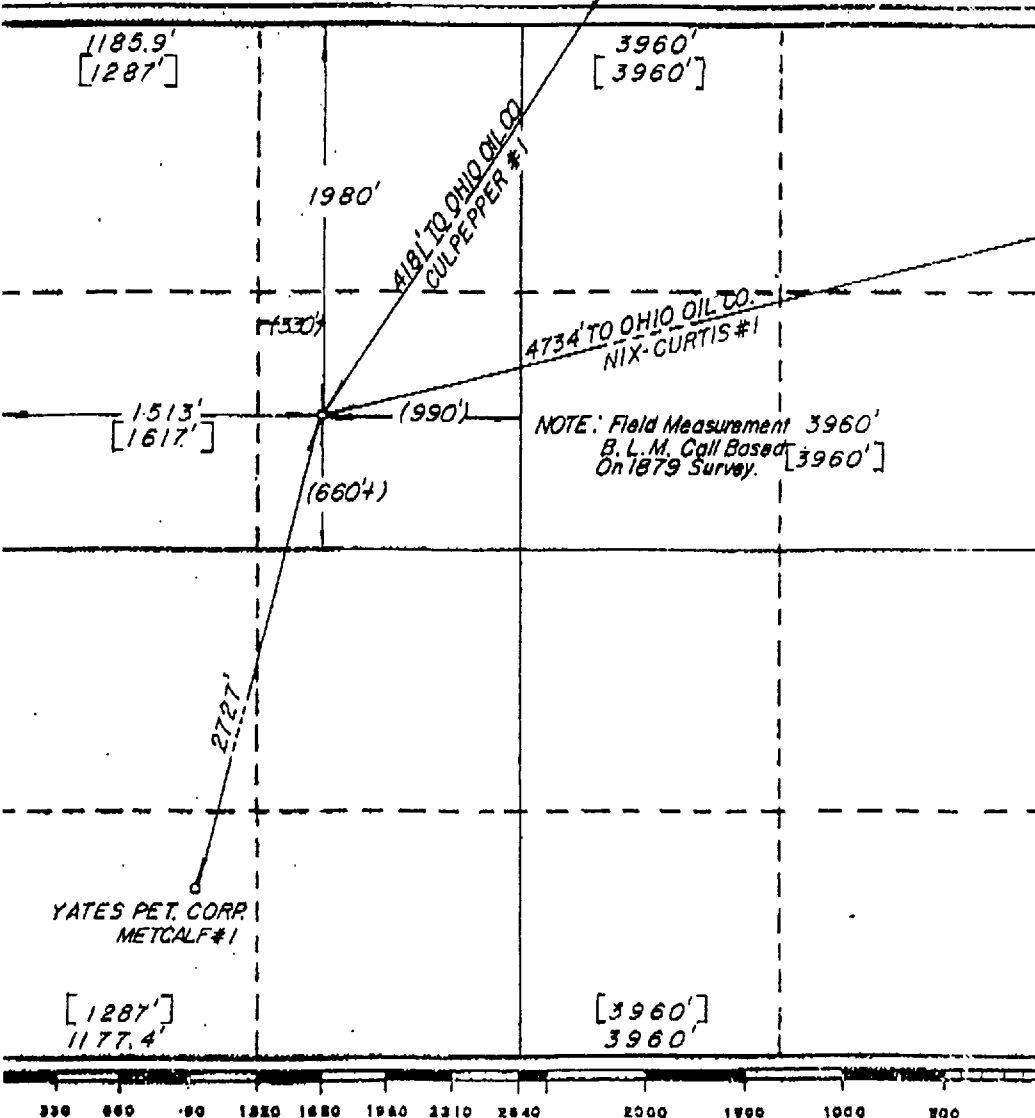 1185.9'
[1287']
3960'
[3960']
4181' TO OHIO OIL CO
CULPEPPER #1
1980'
(330')
4734' TO OHIO OIL CO.
NIX-CURTIS #1
1513'
[1617']
(990')
NOTE: Field Measurement 3960'
B.L.M. Call Based [3960']
On 1879 Survey.
(660'±)
2727'
YATES PET. CORP.
METCALF #1
[1287']
1177.4'
[3960']
3960'
330 660 1320 1650 1980 2310 2640 2000 1500 1000 500